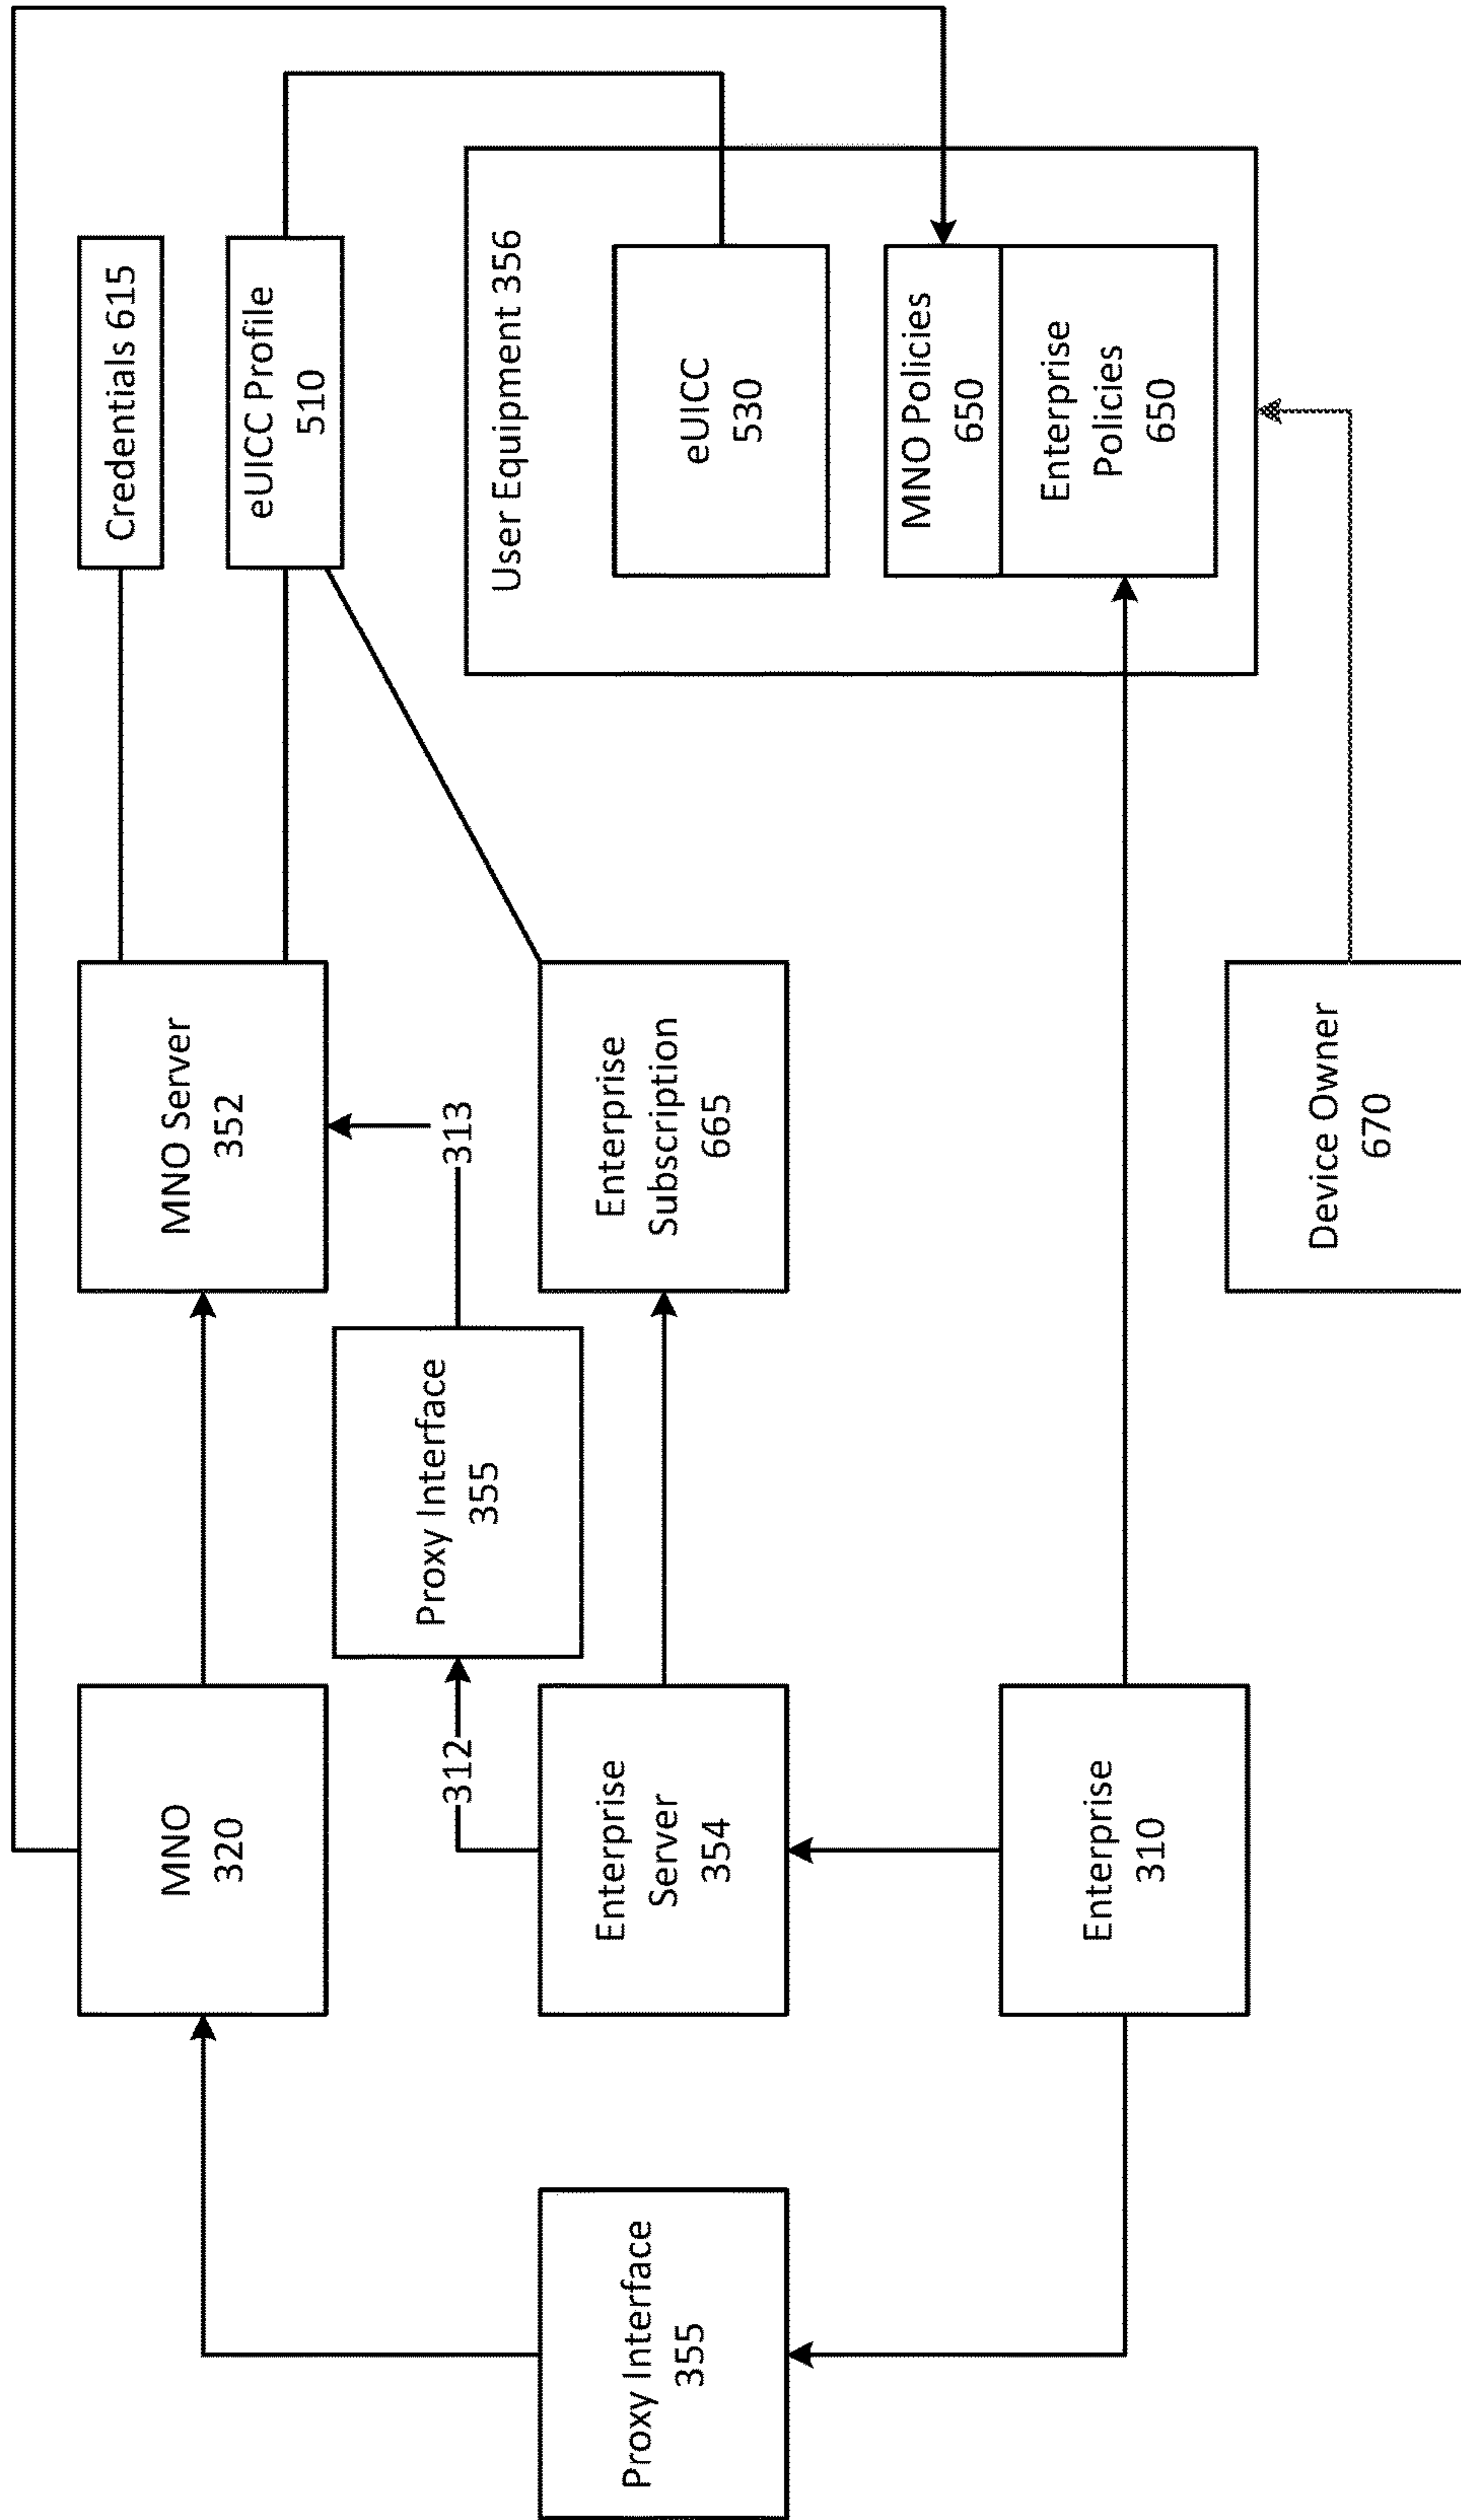 Proxy Interface
355
MNO
320
312
Enterprise
Server
354
Enterprise
310
Proxy Interface
355
MNO Server
352
313
Enterprise
Subscription
665
Device Owner
670
Credentials 615
eUICC Profile
510
User Equipment 356
eUICC
530
MNO Policies
650
Enterprise
Policies
650